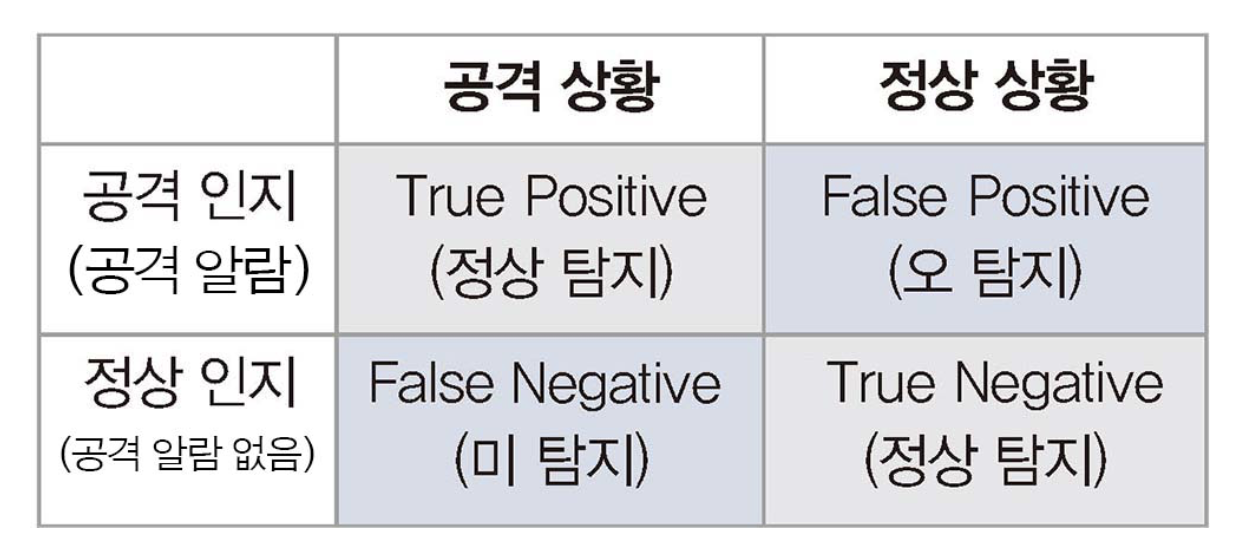 공격 상황
정상 상황
공격 인지
(공격 알람)
True Positive
(정상 탐지)
False Positive
(오 탐지)
정상 인지
(공격 알람 없음)
False Negative
(미 탐지)
True Negative
(정상 탐지)